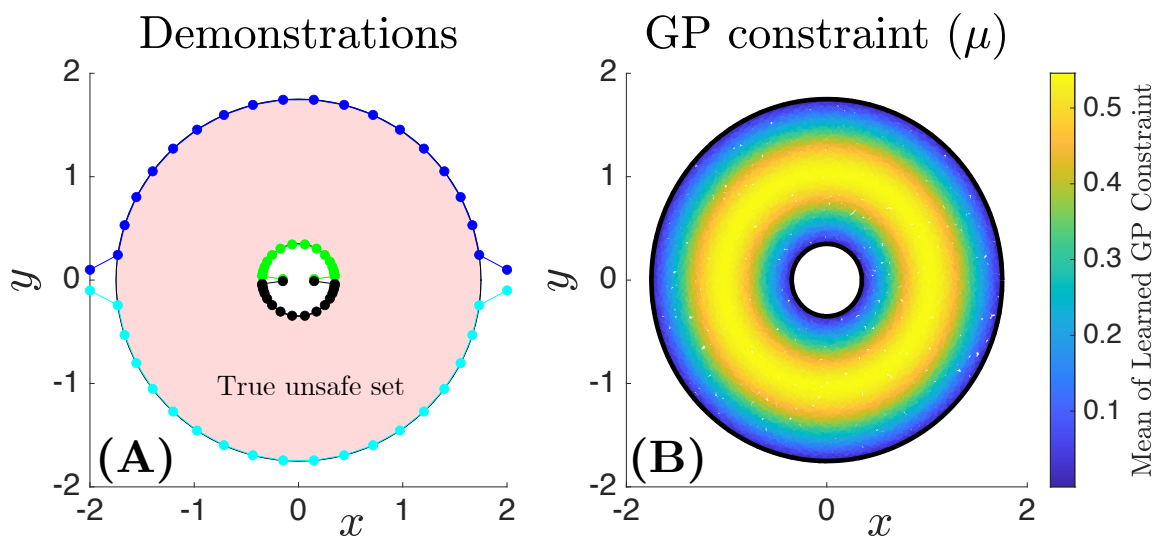 Demonstrations
GP constraint (μ)
2
1
0
-1
-2
y
-2
-1
0
1
2
x
True unsafe set
(A)
2
1
0
-1
-2
y
-2
0
2
x
(B)
0.5
0.4
0.3
0.2
0.1
Mean of Learned GP Constraint